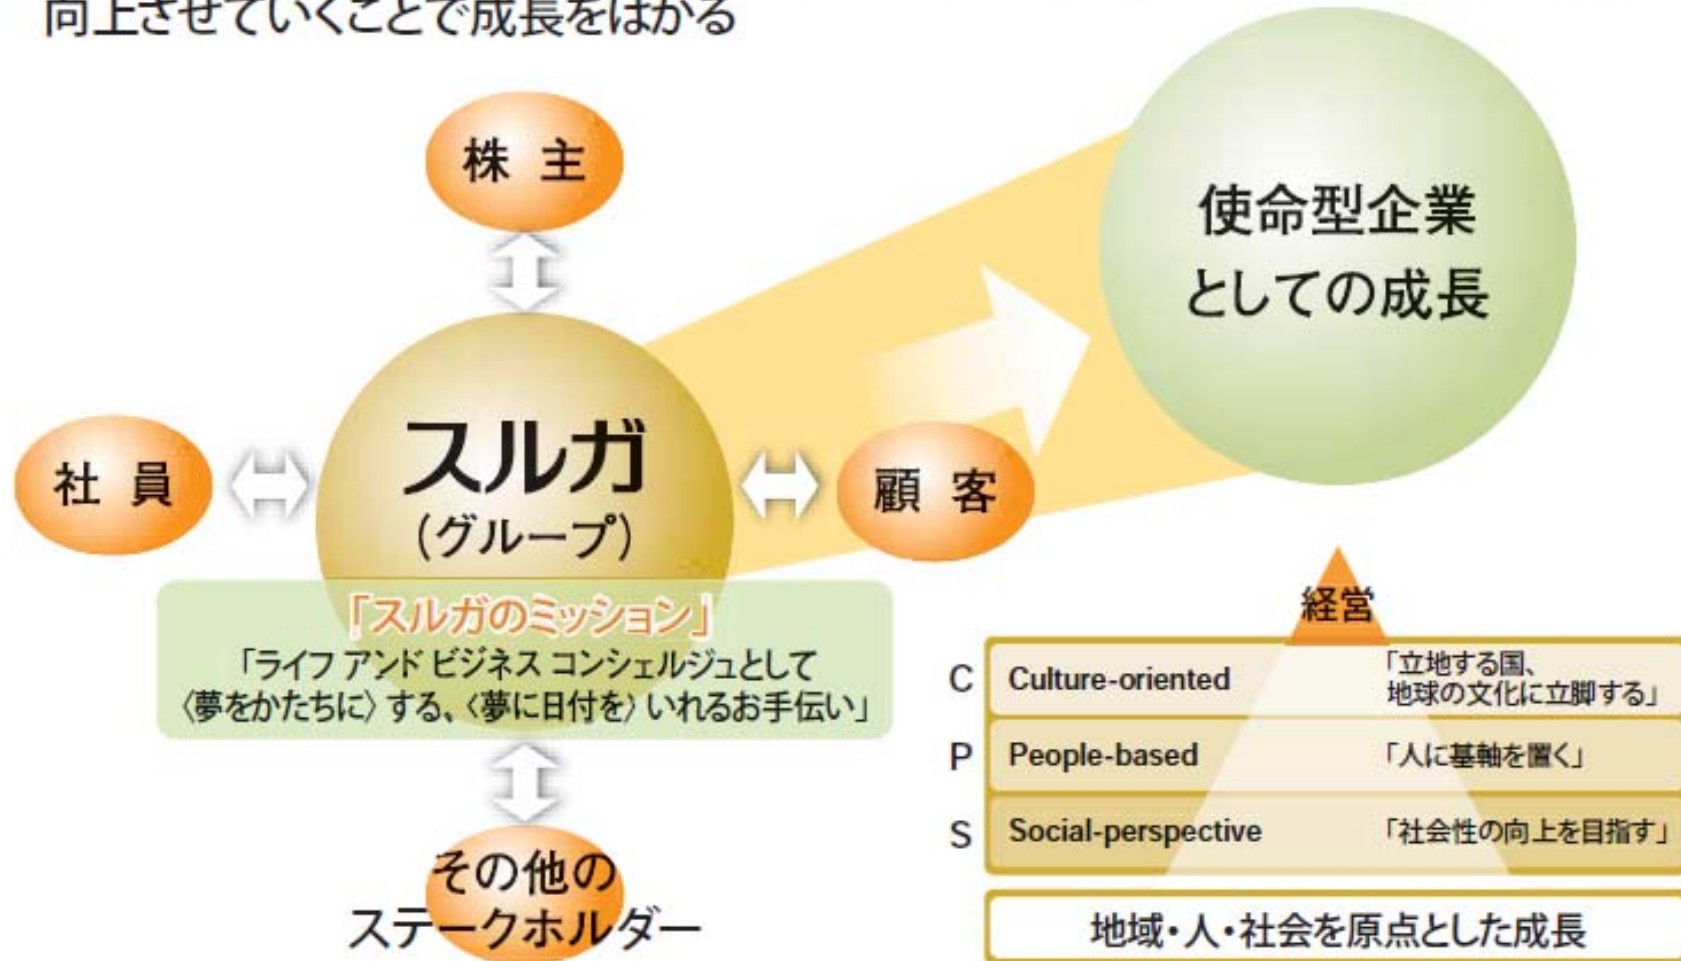 向上させていくことで成長をはかる
株 主
使命型企業
としての成長
社 員
スルガ
(グループ)
顧 客
「スルガのミッション」
「ライフ アンド ビジネス コンシェルジュとして
〈夢をかたちに〉する、〈夢に日付を〉いれるお手伝い」
その他の
ステークホルダー
経営
C Culture-oriented 「立地する国、
地球の文化に立脚する」
P People-based 「人に基軸を置く」
S Social-perspective 「社会性の向上を目指す」
地域・人・社会を原点とした成長